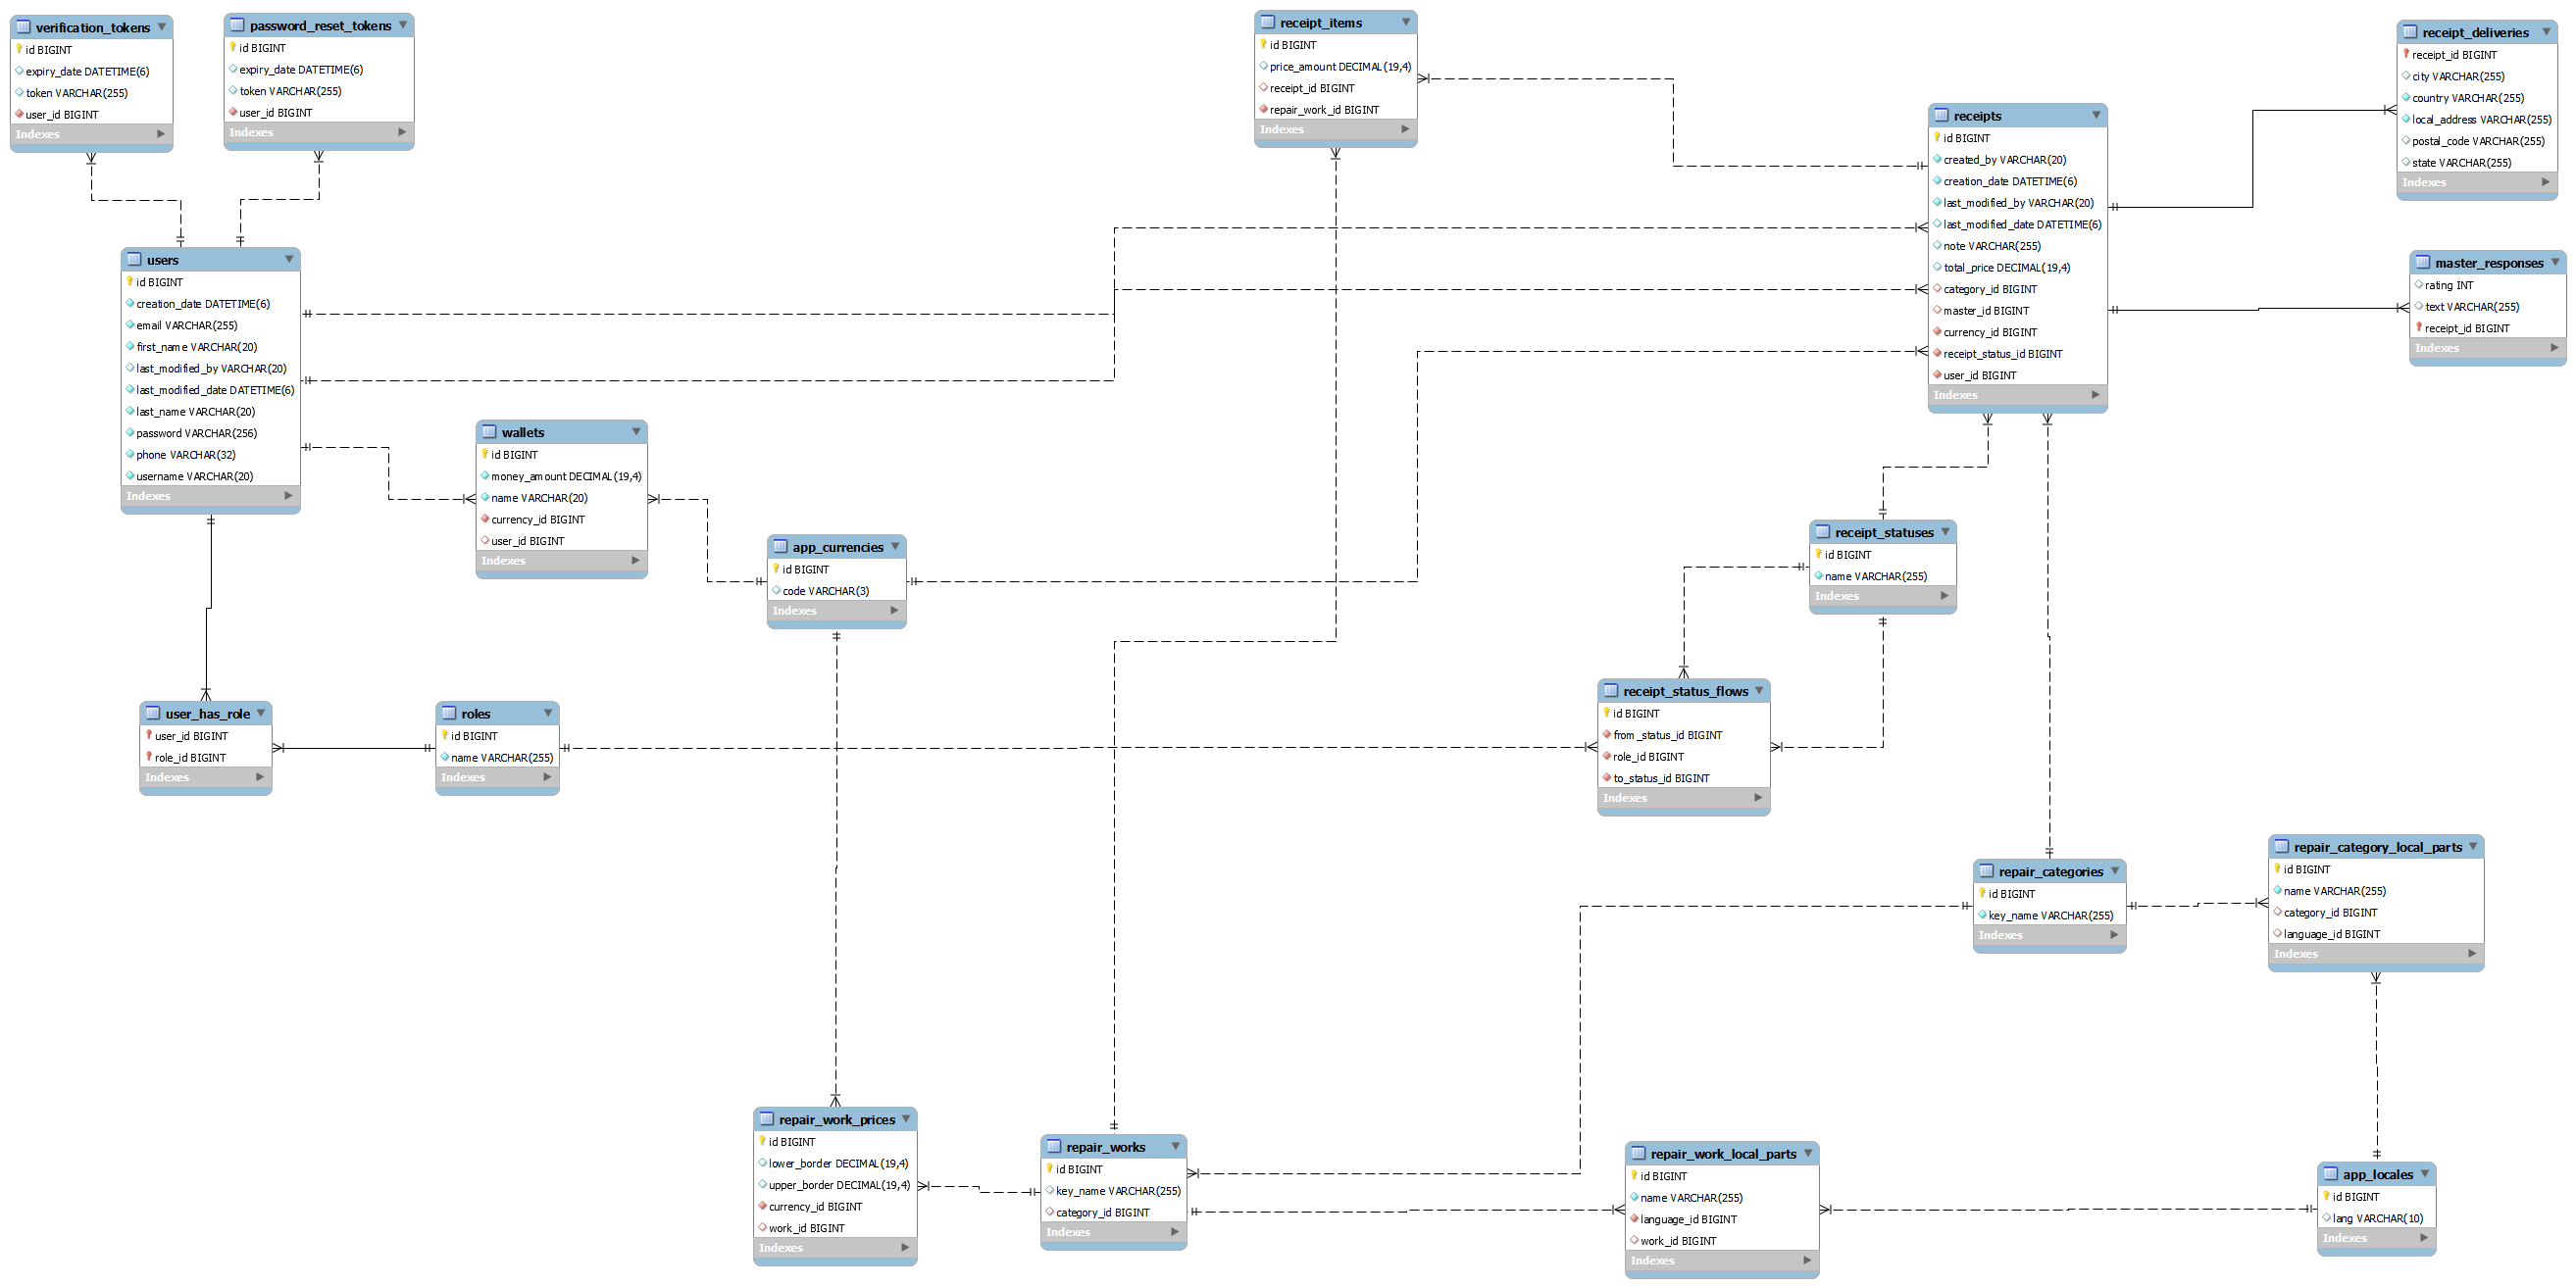 verification_tokens
id BIGINT
expiry_date DATETIME(6)
token VARCHAR(255)
user_id BIGINT
Indexes
password_reset_tokens
id BIGINT
expiry_date DATETIME(6)
token VARCHAR(255)
user_id BIGINT
Indexes
receipt_items
id BIGINT
price_amount DECIMAL(19,4)
receipt_id BIGINT
repair_work_id BIGINT
Indexes
receipt_deliveries
receipt_id BIGINT
city VARCHAR(255)
country VARCHAR(255)
local_address VARCHAR(255)
postal_code VARCHAR(255)
state VARCHAR(255)
Indexes
receipts
id BIGINT
created_by VARCHAR(20)
creation_date DATETIME(6)
last_modified_by VARCHAR(20)
last_modified_date DATETIME(6)
note VARCHAR(255)
total_price DECIMAL(19,4)
category_id BIGINT
master_id BIGINT
currency_id BIGINT
receipt_status_id BIGINT
user_id BIGINT
Indexes
master_responses
rating INT
text VARCHAR(255)
receipt_id BIGINT
Indexes
users
id BIGINT
creation_date DATETIME(6)
email VARCHAR(255)
first_name VARCHAR(20)
last_modified_by VARCHAR(20)
last_modified_date DATETIME(6)
last_name VARCHAR(20)
password VARCHAR(256)
phone VARCHAR(32)
username VARCHAR(20)
Indexes
wallets
id BIGINT
money_amount DECIMAL(19,4)
name VARCHAR(20)
currency_id BIGINT
user_id BIGINT
Indexes
app_currencies
id BIGINT
code VARCHAR(3)
Indexes
receipt_statuses
id BIGINT
name VARCHAR(255)
Indexes
user_has_role
user_id BIGINT
role_id BIGINT
Indexes
roles
id BIGINT
name VARCHAR(255)
Indexes
receipt_status_flows
id BIGINT
from_status_id BIGINT
role_id BIGINT
to_status_id BIGINT
Indexes
repair_categories
id BIGINT
key_name VARCHAR(255)
Indexes
repair_category_local_parts
id BIGINT
name VARCHAR(255)
category_id BIGINT
language_id BIGINT
Indexes
repair_work_prices
id BIGINT
lower_border DECIMAL(19,4)
upper_border DECIMAL(19,4)
currency_id BIGINT
work_id BIGINT
Indexes
repair_works
id BIGINT
key_name VARCHAR(255)
category_id BIGINT
Indexes
repair_work_local_parts
id BIGINT
name VARCHAR(255)
language_id BIGINT
work_id BIGINT
Indexes
app_locales
id BIGINT
lang VARCHAR(10)
Indexes